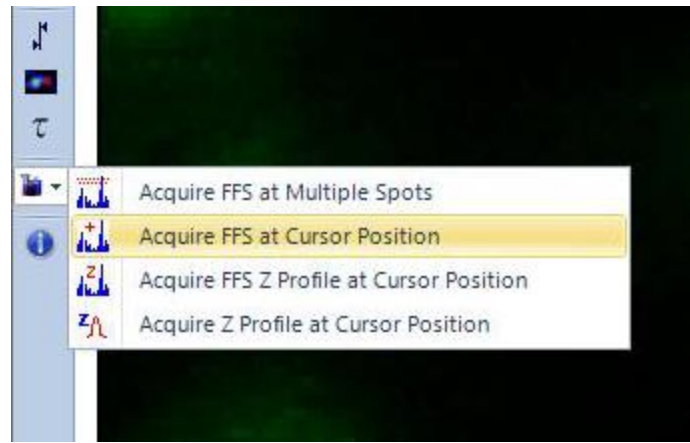 τ
Acquire FFS at Multiple Spots
Acquire FFS at Cursor Position
Acquire FFS Z Profile at Cursor Position
Acquire Z Profile at Cursor Position